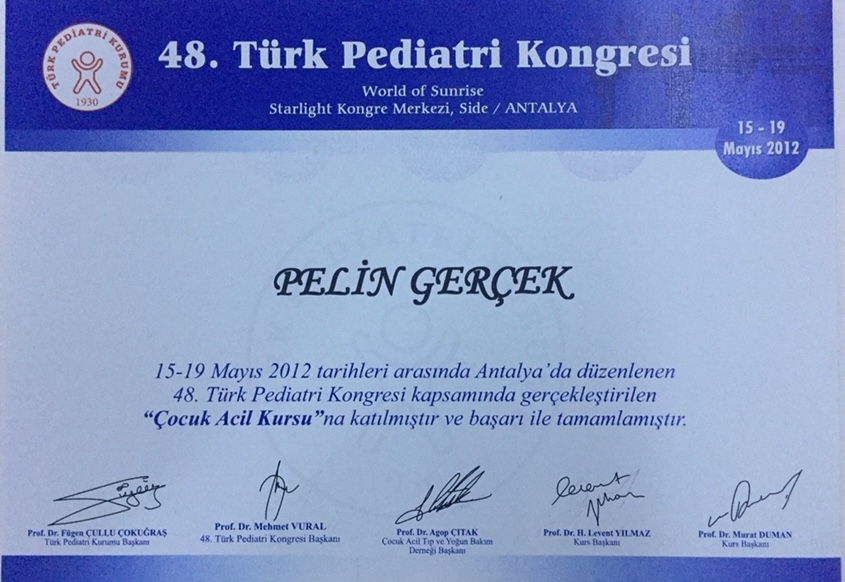 TÜRK PEDİATRİ KURUMU
1930
48. Türk Pediatri Kongresi
World of Sunrise
Starlight Kongre Merkezi, Side / ANTALYA
15 - 19
Mayıs 2012
PELİN GERÇEK
15-19 Mayıs 2012 tarihleri arasında Antalya'da düzenlenen
48. Türk Pediatri Kongresi kapsamında gerçekleştirilen
“Çocuk Acil Kursu”na katılmıştır ve başarı ile tamamlamıştır.
Prof. Dr. Fügen ÇULLU ÇOKUĞRAŞ
Türk Pediatri Kurumu Başkanı
Prof. Dr. Mehmet VURAL
48. Türk Pediatri Kongresi Başkanı
Prof. Dr. Agop ÇITAK
Çocuk Acil Tıp ve Yoğun Bakım
Derneği Başkanı
Prof. Dr. H. Levent YILMAZ
Kurs Başkanı
Prof. Dr. Murat DUMAN
Kurs Başkanı